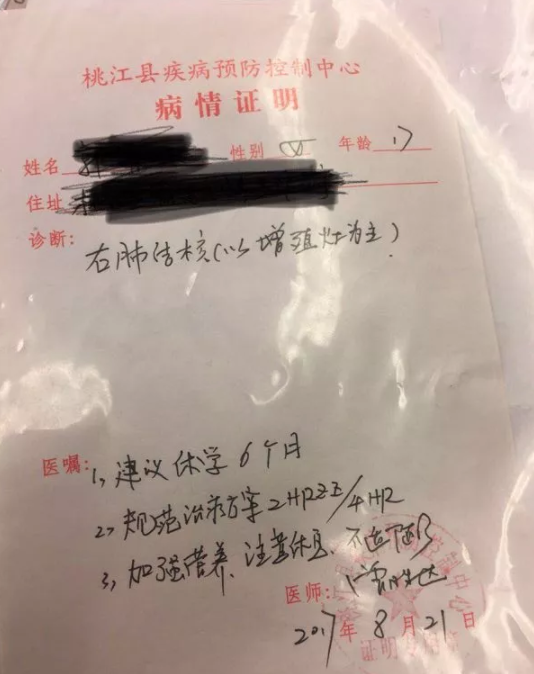 桃江县疾病预防控制中心
病情证明
姓名 性别 女 年龄 17
住址
诊断:
右肺结核(以增殖灶为主)
医嘱: 1、建议休学6个月
2、规范治疗方案2HRZE/4HR
3、加强营养、注意休息、不适随诊
医师:
2017年8月21日